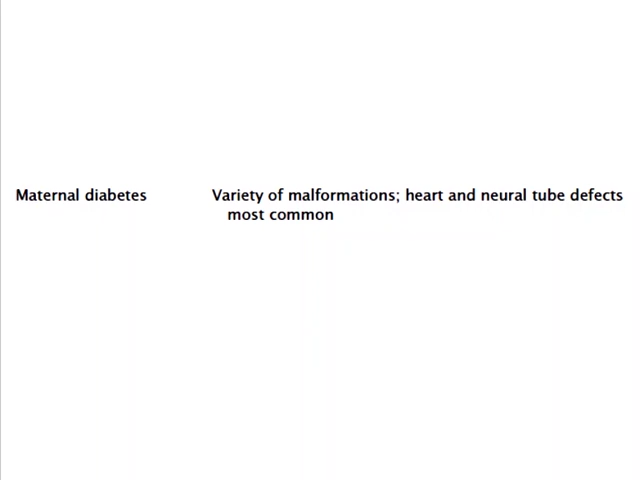 Maternal diabetes Variety of malformations; heart and neural tube defects
most common